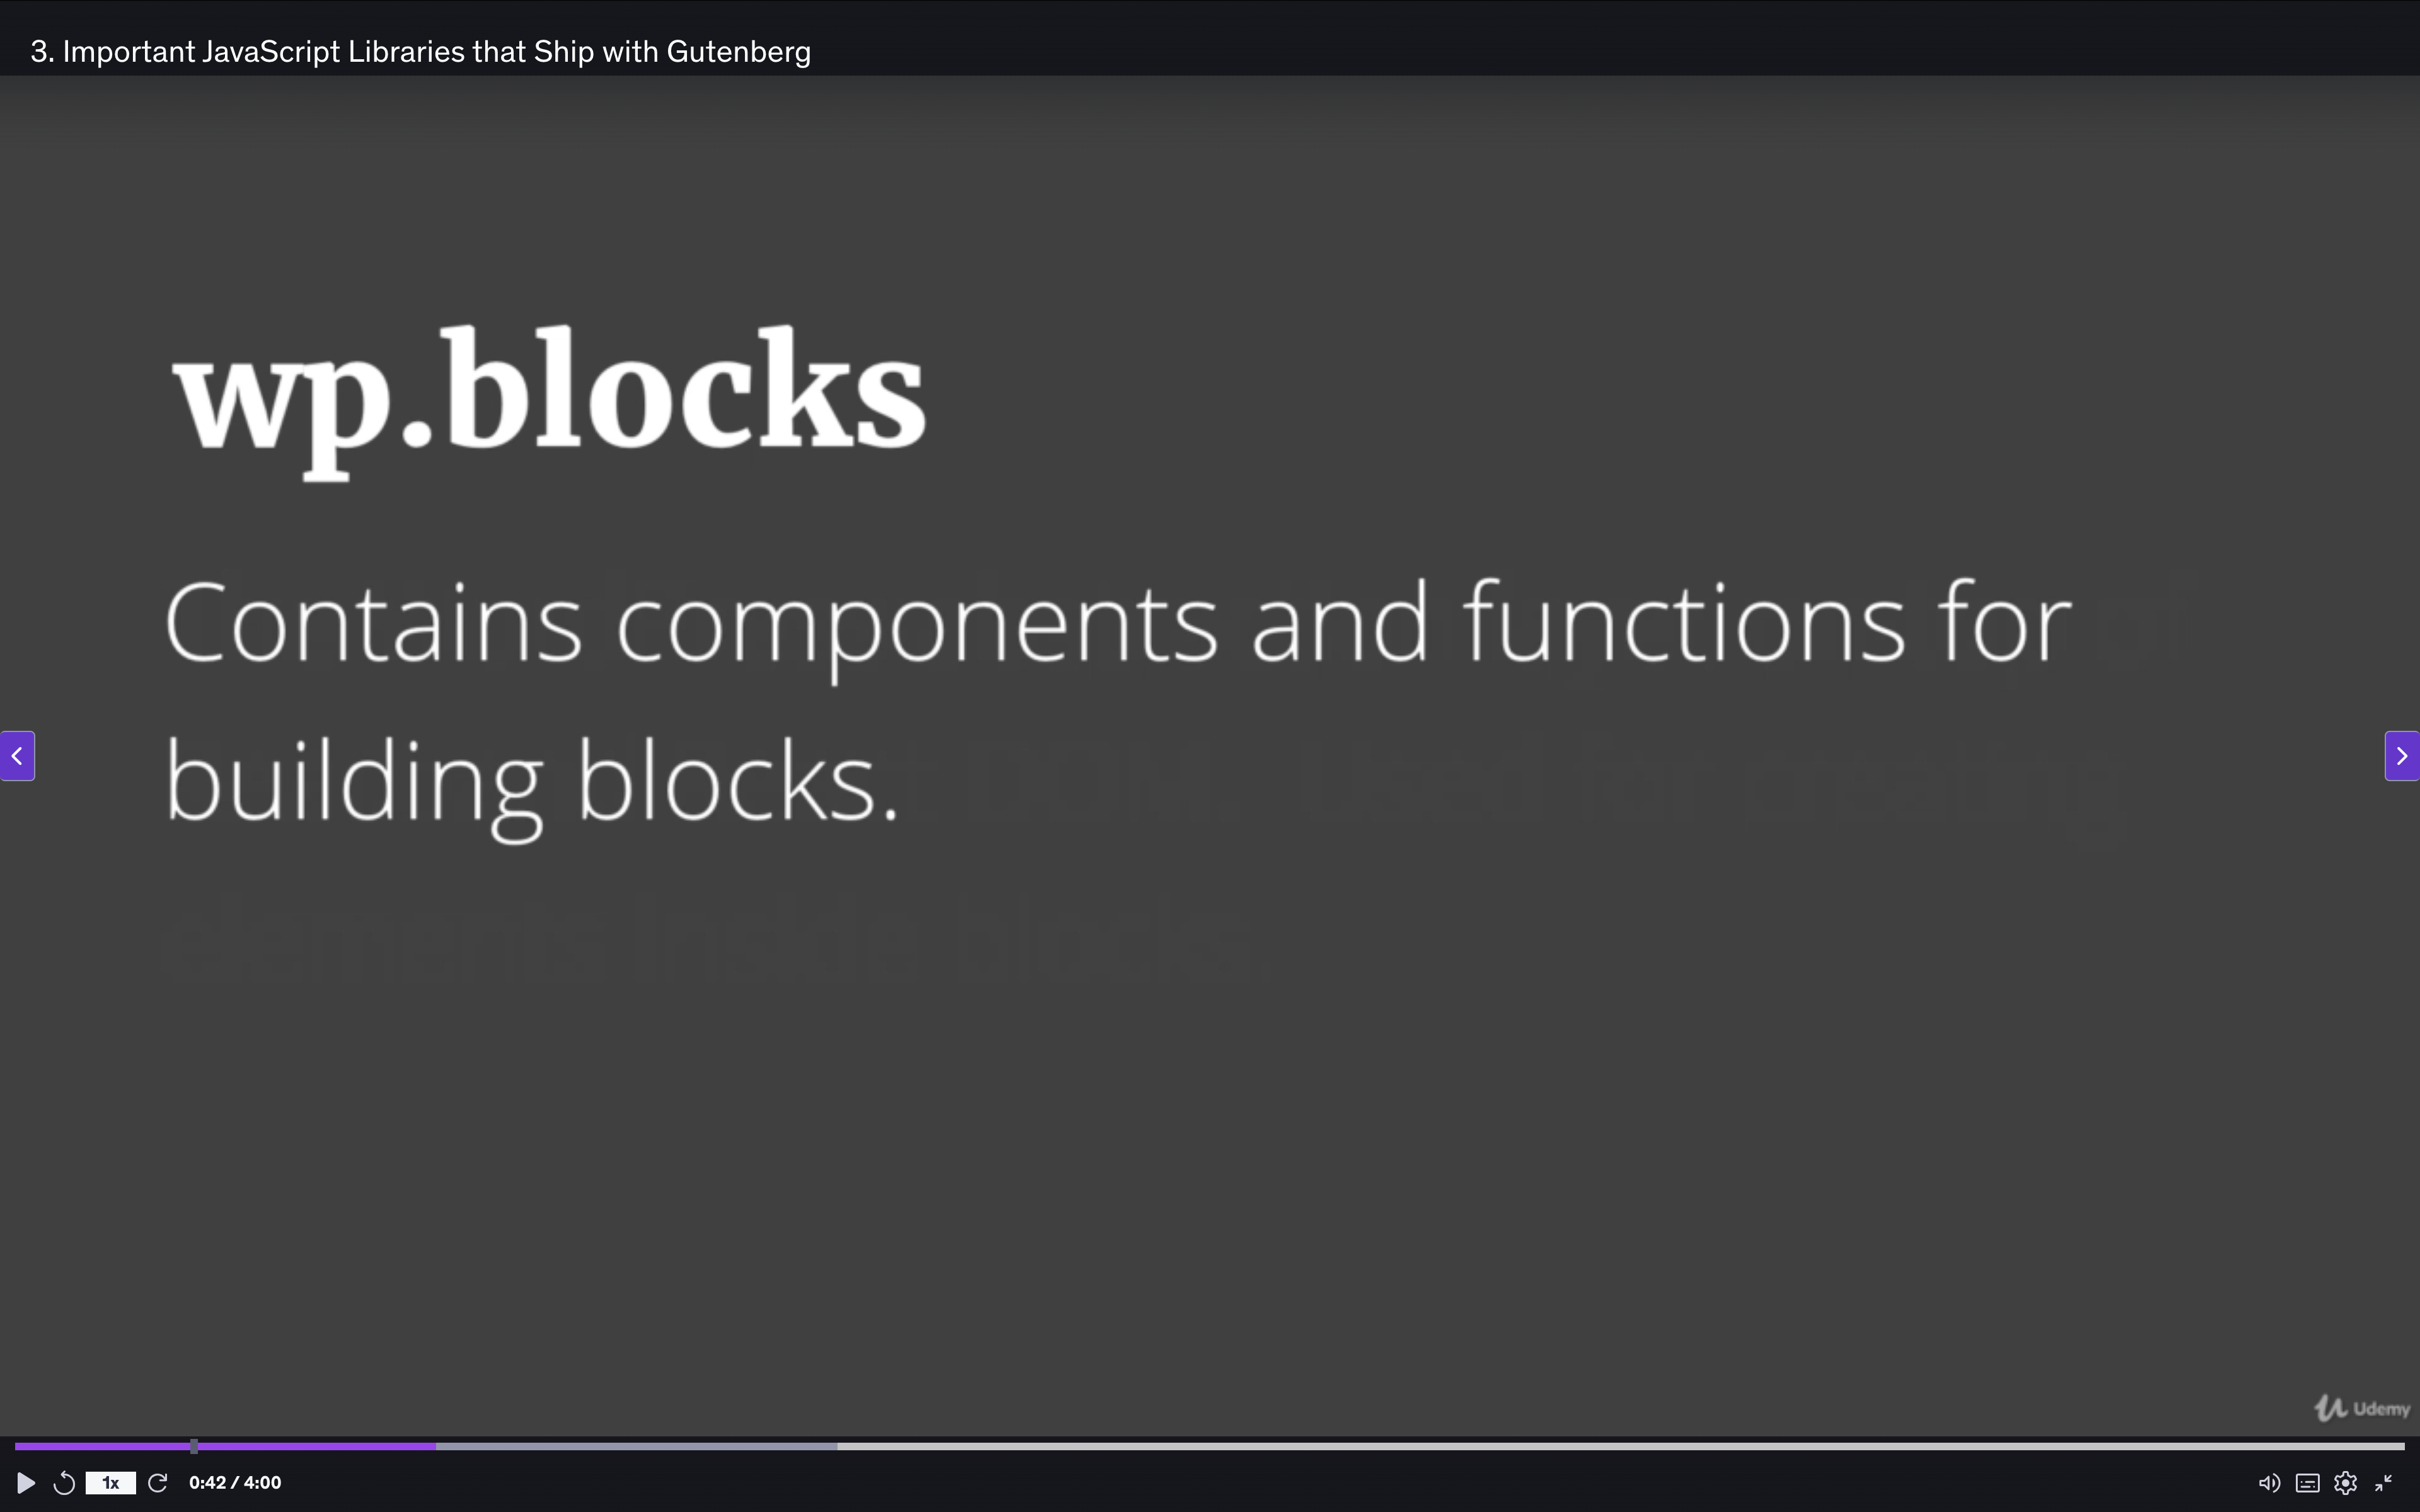 3. Important JavaScript Libraries that Ship with Gutenberg
wp.blocks
Contains components and functions for
building blocks.
Udemy
1x
0:42 / 4:00